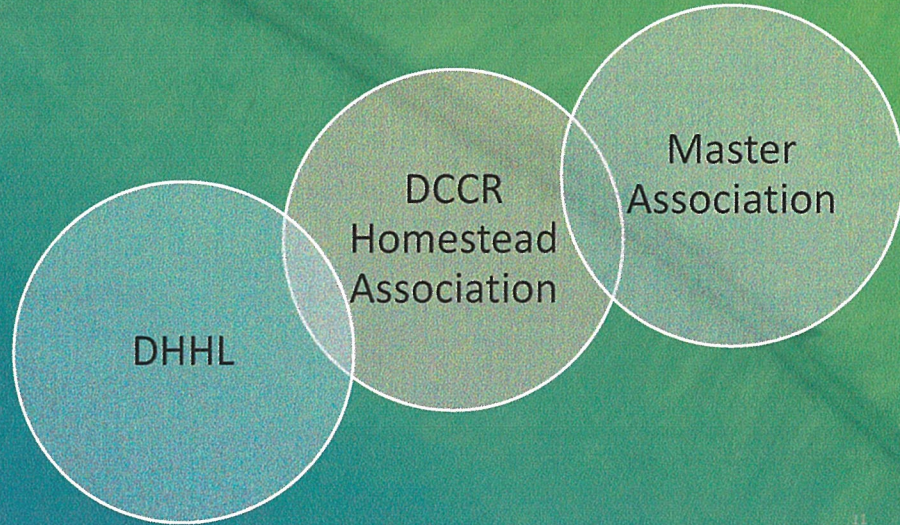 DHHL
DCCR
Homestead
Association
Master
Association